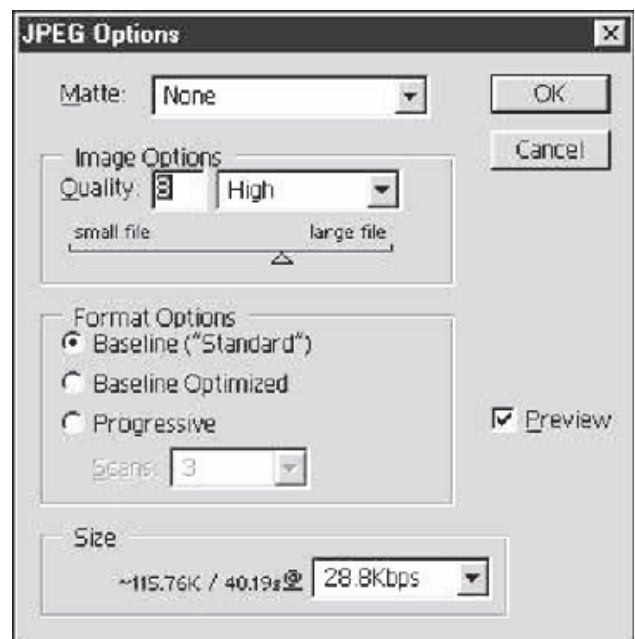 JPEG Options
Matte: None
OK
Cancel
Image Options
Quality: 8 High
small file large file
Format Options
Baseline ("Standard")
Baseline Optimized
Progressive
Scans: 3
Preview
Size
~115.76K / 40.19s@ 28.8Kbps